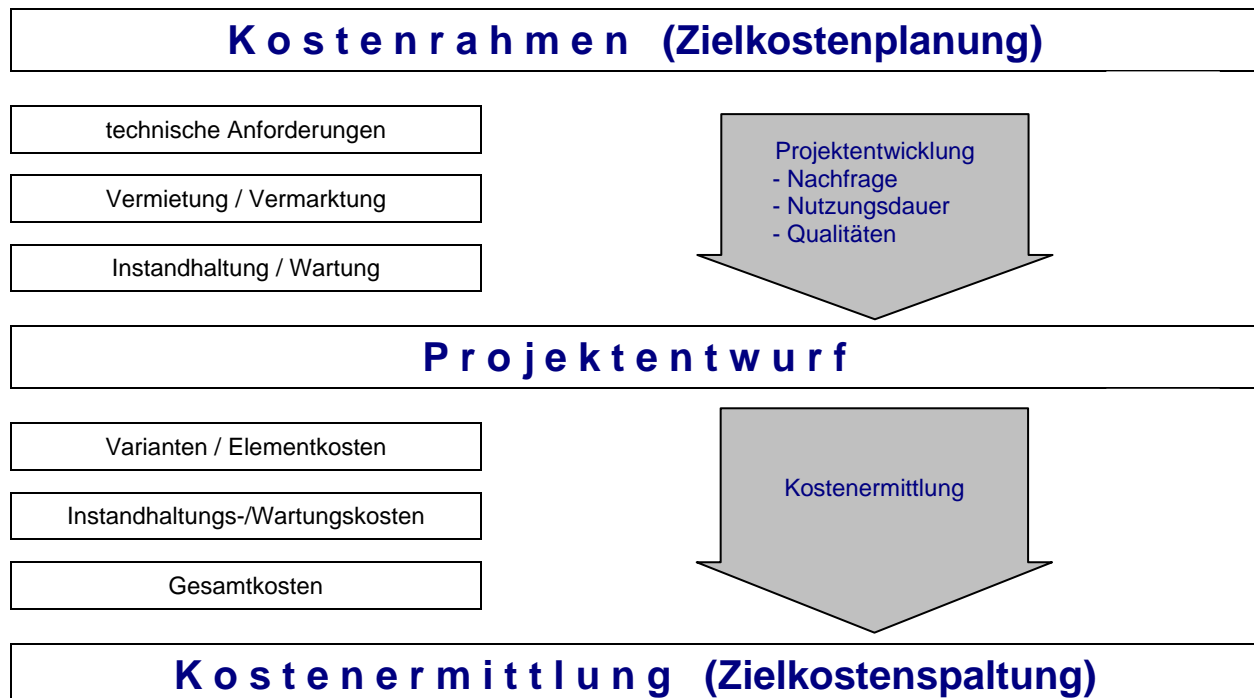 Kostenrahmen (Zielkostenplanung)
technische Anforderungen
Vermietung / Vermarktung
Instandhaltung / Wartung
Projektentwicklung
- Nachfrage
- Nutzungsdauer
- Qualitäten
Projektentwurf
Varianten / Elementkosten
Instandhaltungs-/Wartungskosten
Gesamtkosten
Kostenermittlung
Kostenermittlung (Zielkostenspaltung)